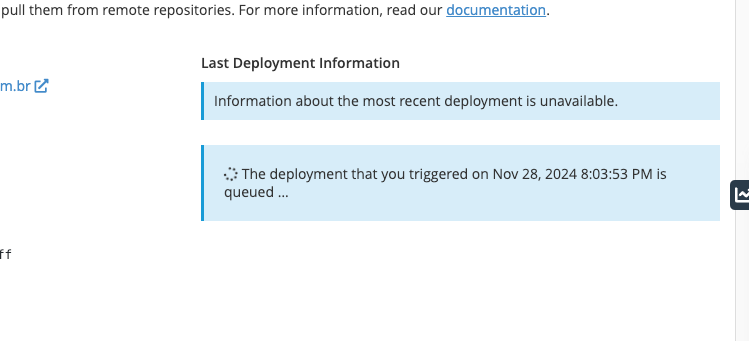 pull them from remote repositories. For more information, read our documentation.
Last Deployment Information
m.br
Information about the most recent deployment is unavailable.
The deployment that you triggered on Nov 28, 2024 8:03:53 PM is
queued ...
ff